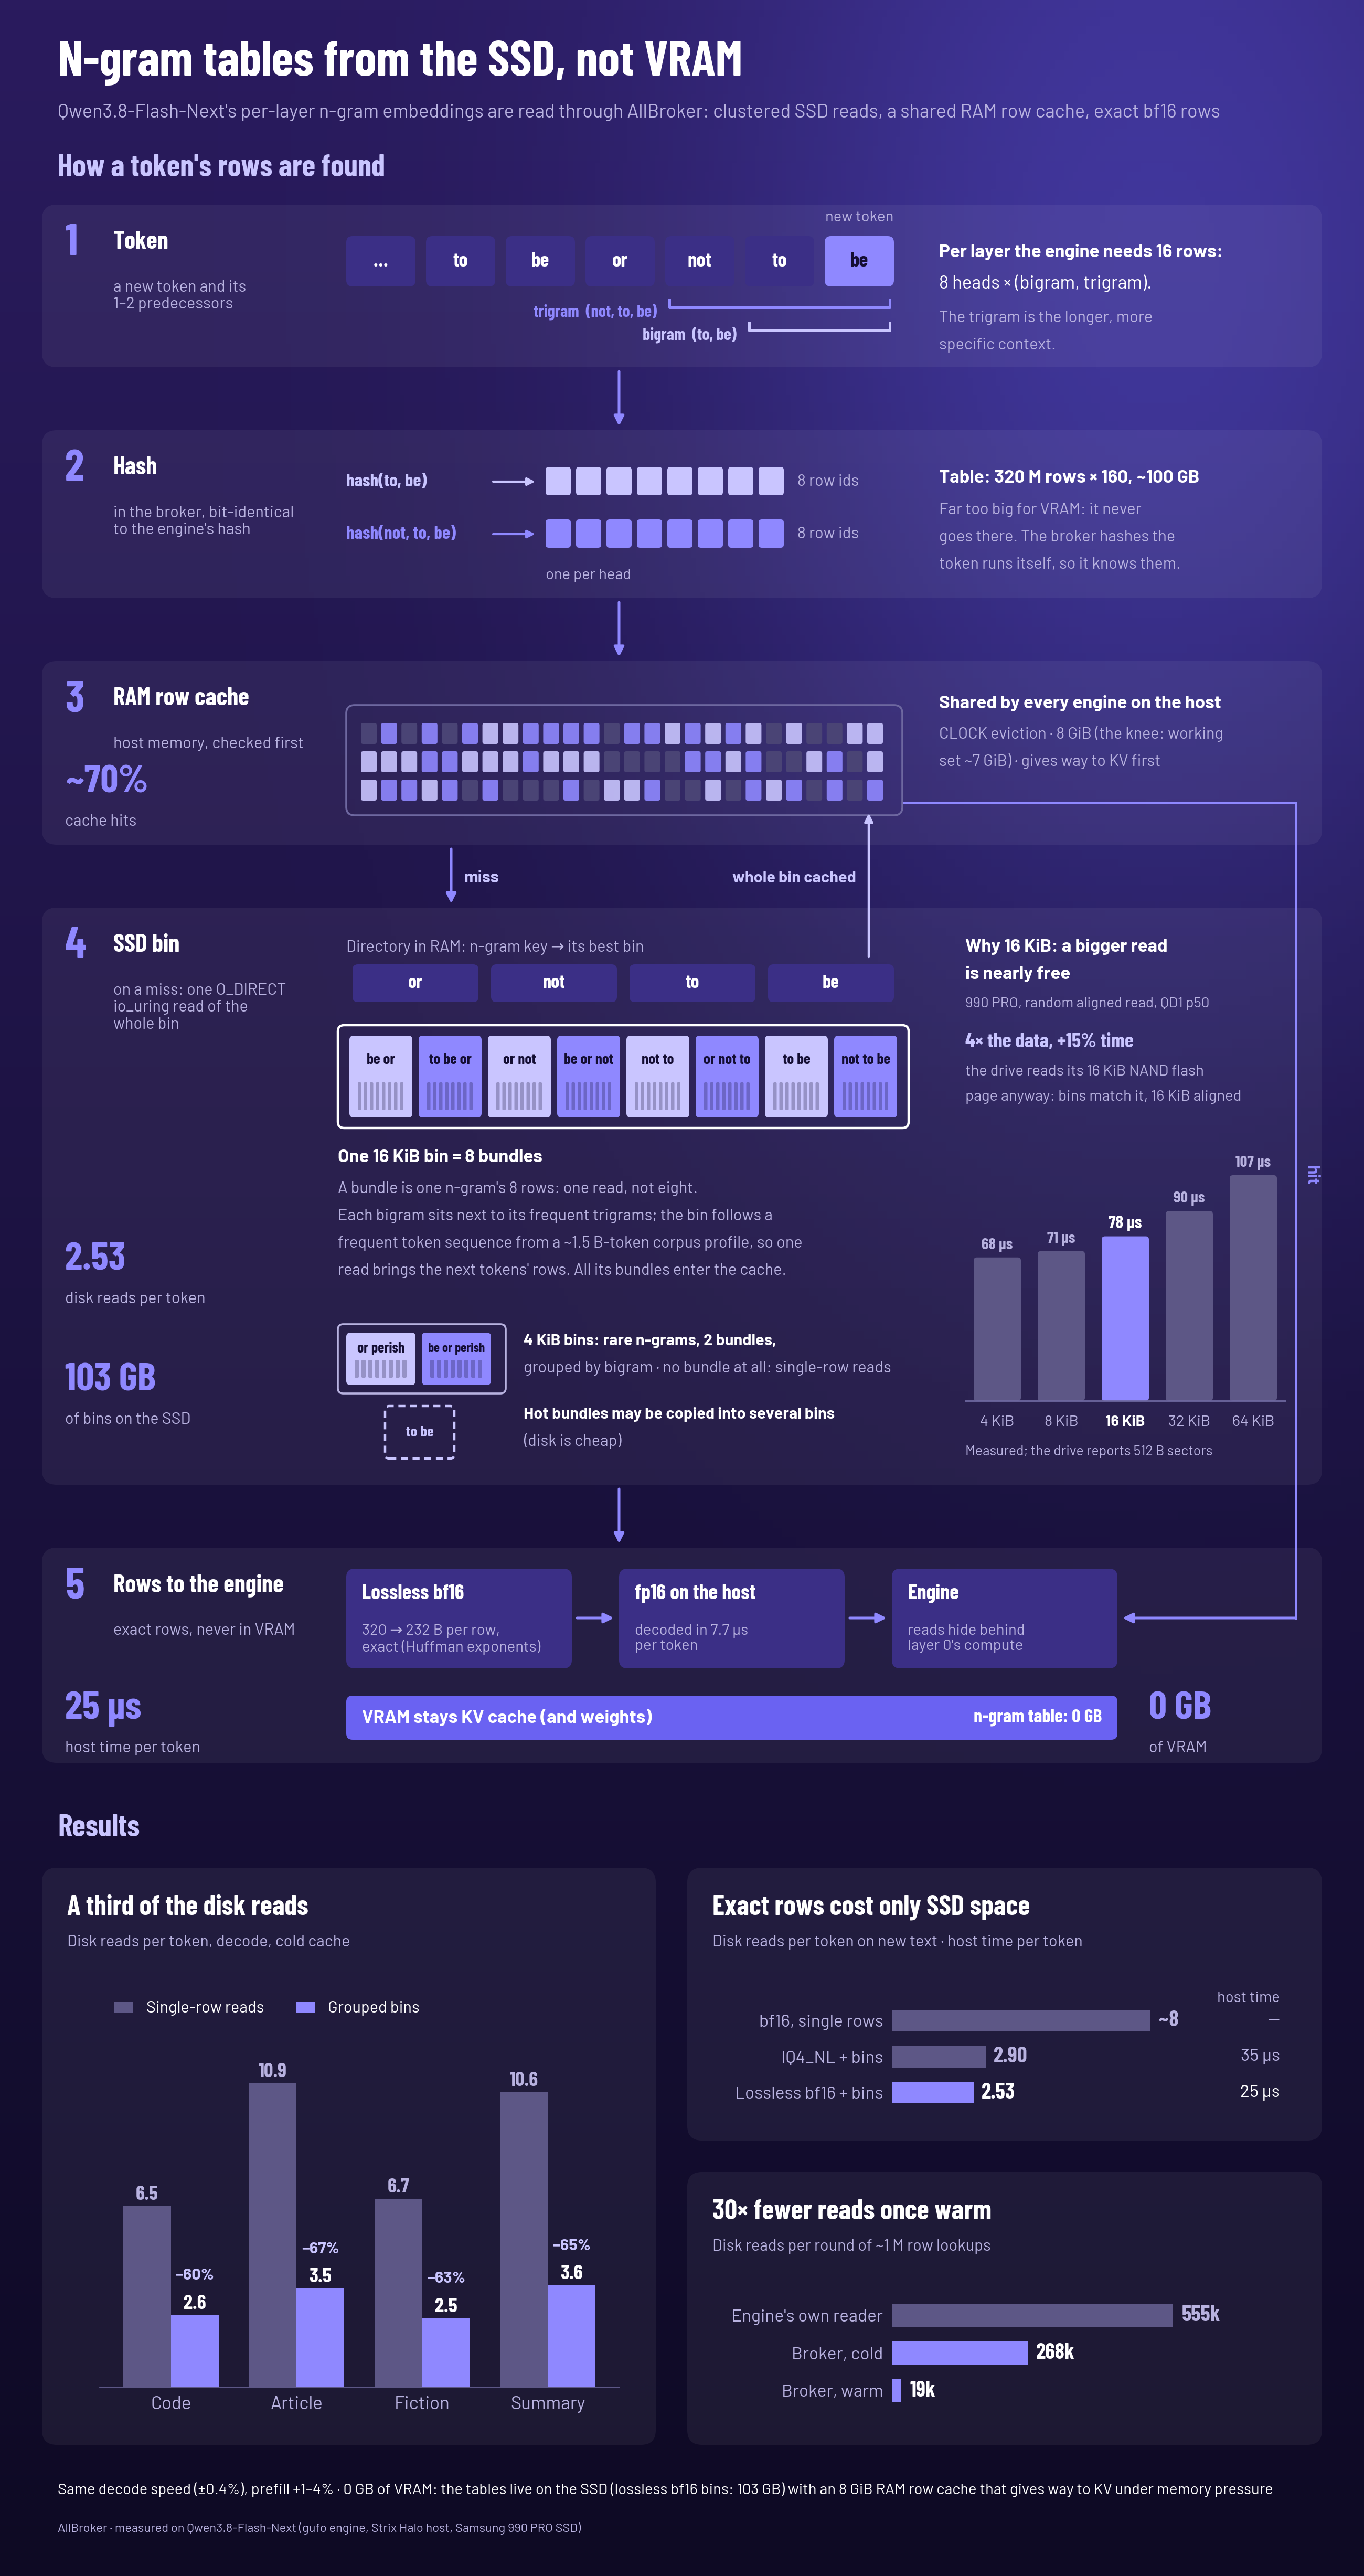 N-gram tables from the SSD, not VRAM
Qwen3.8-Flash-Next's per-layer n-gram embeddings are read through AllBroker: clustered SSD reads, a shared RAM row cache, exact bf16 rows
How a token's rows are found
1
Token
a new token and its
1–2 predecessors
new token
... to be or not to be
trigram (not, to, be)
bigram (to, be)
Per layer the engine needs 16 rows:
8 heads × (bigram, trigram).
The trigram is the longer, more
specific context.
2
Hash
in the broker, bit-identical
to the engine's hash
hash(to, be)
8 row ids
hash(not, to, be)
8 row ids
one per head
Table: 320 M rows × 160, ~100 GB
Far too big for VRAM: it never
goes there. The broker hashes the
token runs itself, so it knows them.
3
RAM row cache
host memory, checked first
~70%
cache hits
Shared by every engine on the host
CLOCK eviction · 8 GiB (the knee: working
set ~7 GiB) · gives way to KV first
miss
whole bin cached
4
SSD bin
on a miss: one O_DIRECT
io_uring read of the
whole bin
2.53
disk reads per token
103 GB
of bins on the SSD
Directory in RAM: n-gram key → its best bin
or not to be
be or to be or or not be or not not to or not to to be not to be
One 16 KiB bin = 8 bundles
A bundle is one n-gram's 8 rows: one read, not eight.
Each bigram sits next to its frequent trigrams; the bin follows a
frequent token sequence from a ~1.5 B-token corpus profile, so one
read brings the next tokens' rows. All its bundles enter the cache.
or perish be or perish
4 KiB bins: rare n-grams, 2 bundles,
grouped by bigram · no bundle at all: single-row reads
to be
Hot bundles may be copied into several bins
(disk is cheap)
Why 16 KiB: a bigger read
is nearly free
990 PRO, random aligned read, QD1 p50
4× the data, +15% time
the drive reads its 16 KiB NAND flash
page anyway: bins match it, 16 KiB aligned
68 µs 71 µs 78 µs 90 µs 107 µs
4 KiB 8 KiB 16 KiB 32 KiB 64 KiB
Measured; the drive reports 512 B sectors
hit
5
Rows to the engine
exact rows, never in VRAM
25 µs
host time per token
Lossless bf16
320 → 232 B per row,
exact (Huffman exponents)
fp16 on the host
decoded in 7.7 µs
per token
Engine
reads hide behind
layer 0's compute
VRAM stays KV cache (and weights)
n-gram table: 0 GB
0 GB
of VRAM
Results
A third of the disk reads
Disk reads per token, decode, cold cache
Single-row reads Grouped bins
6.5 –60% 2.6
10.9 –67% 3.5
6.7 –63% 2.5
10.6 –65% 3.6
Code Article Fiction Summary
Exact rows cost only SSD space
Disk reads per token on new text · host time per token
host time
bf16, single rows ~8 —
IQ4_NL + bins 2.90 35 µs
Lossless bf16 + bins 2.53 25 µs
30× fewer reads once warm
Disk reads per round of ~1 M row lookups
Engine's own reader 555k
Broker, cold 268k
Broker, warm 19k
Same decode speed (±0.4%), prefill +1–4% · 0 GB of VRAM: the tables live on the SSD (lossless bf16 bins: 103 GB) with an 8 GiB RAM row cache that gives way to KV under memory pressure
AllBroker · measured on Qwen3.8-Flash-Next (gufo engine, Strix Halo host, Samsung 990 PRO SSD)